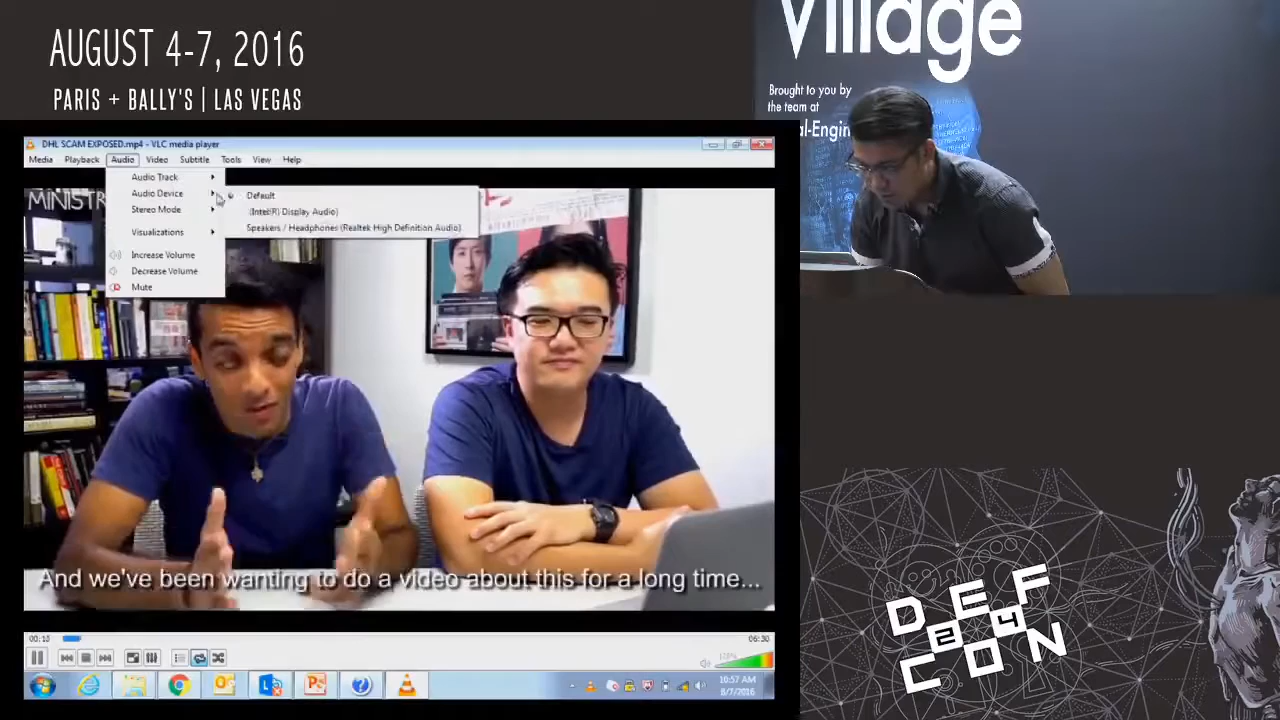 AUGUST 4-7, 2016
PARIS + BALLY'S | LAS VEGAS
Village
Brought to you by
the team at
al-Engin
DHL SCAM EXPOSED.mp4 - VLC media player
Media Playback Audio Video Subtitle Tools View Help
Audio Track
Audio Device
Stereo Mode
Visualizations
Increase Volume
Decrease Volume
Mute
Default
(Intel(R) Display Audio)
Speakers / Headphones (Realtek High Definition Audio)
MINISTR
And we've been wanting to do a video about this for a long time...
06:30
10:57 AM
8/7/2016
DEF
24
CON